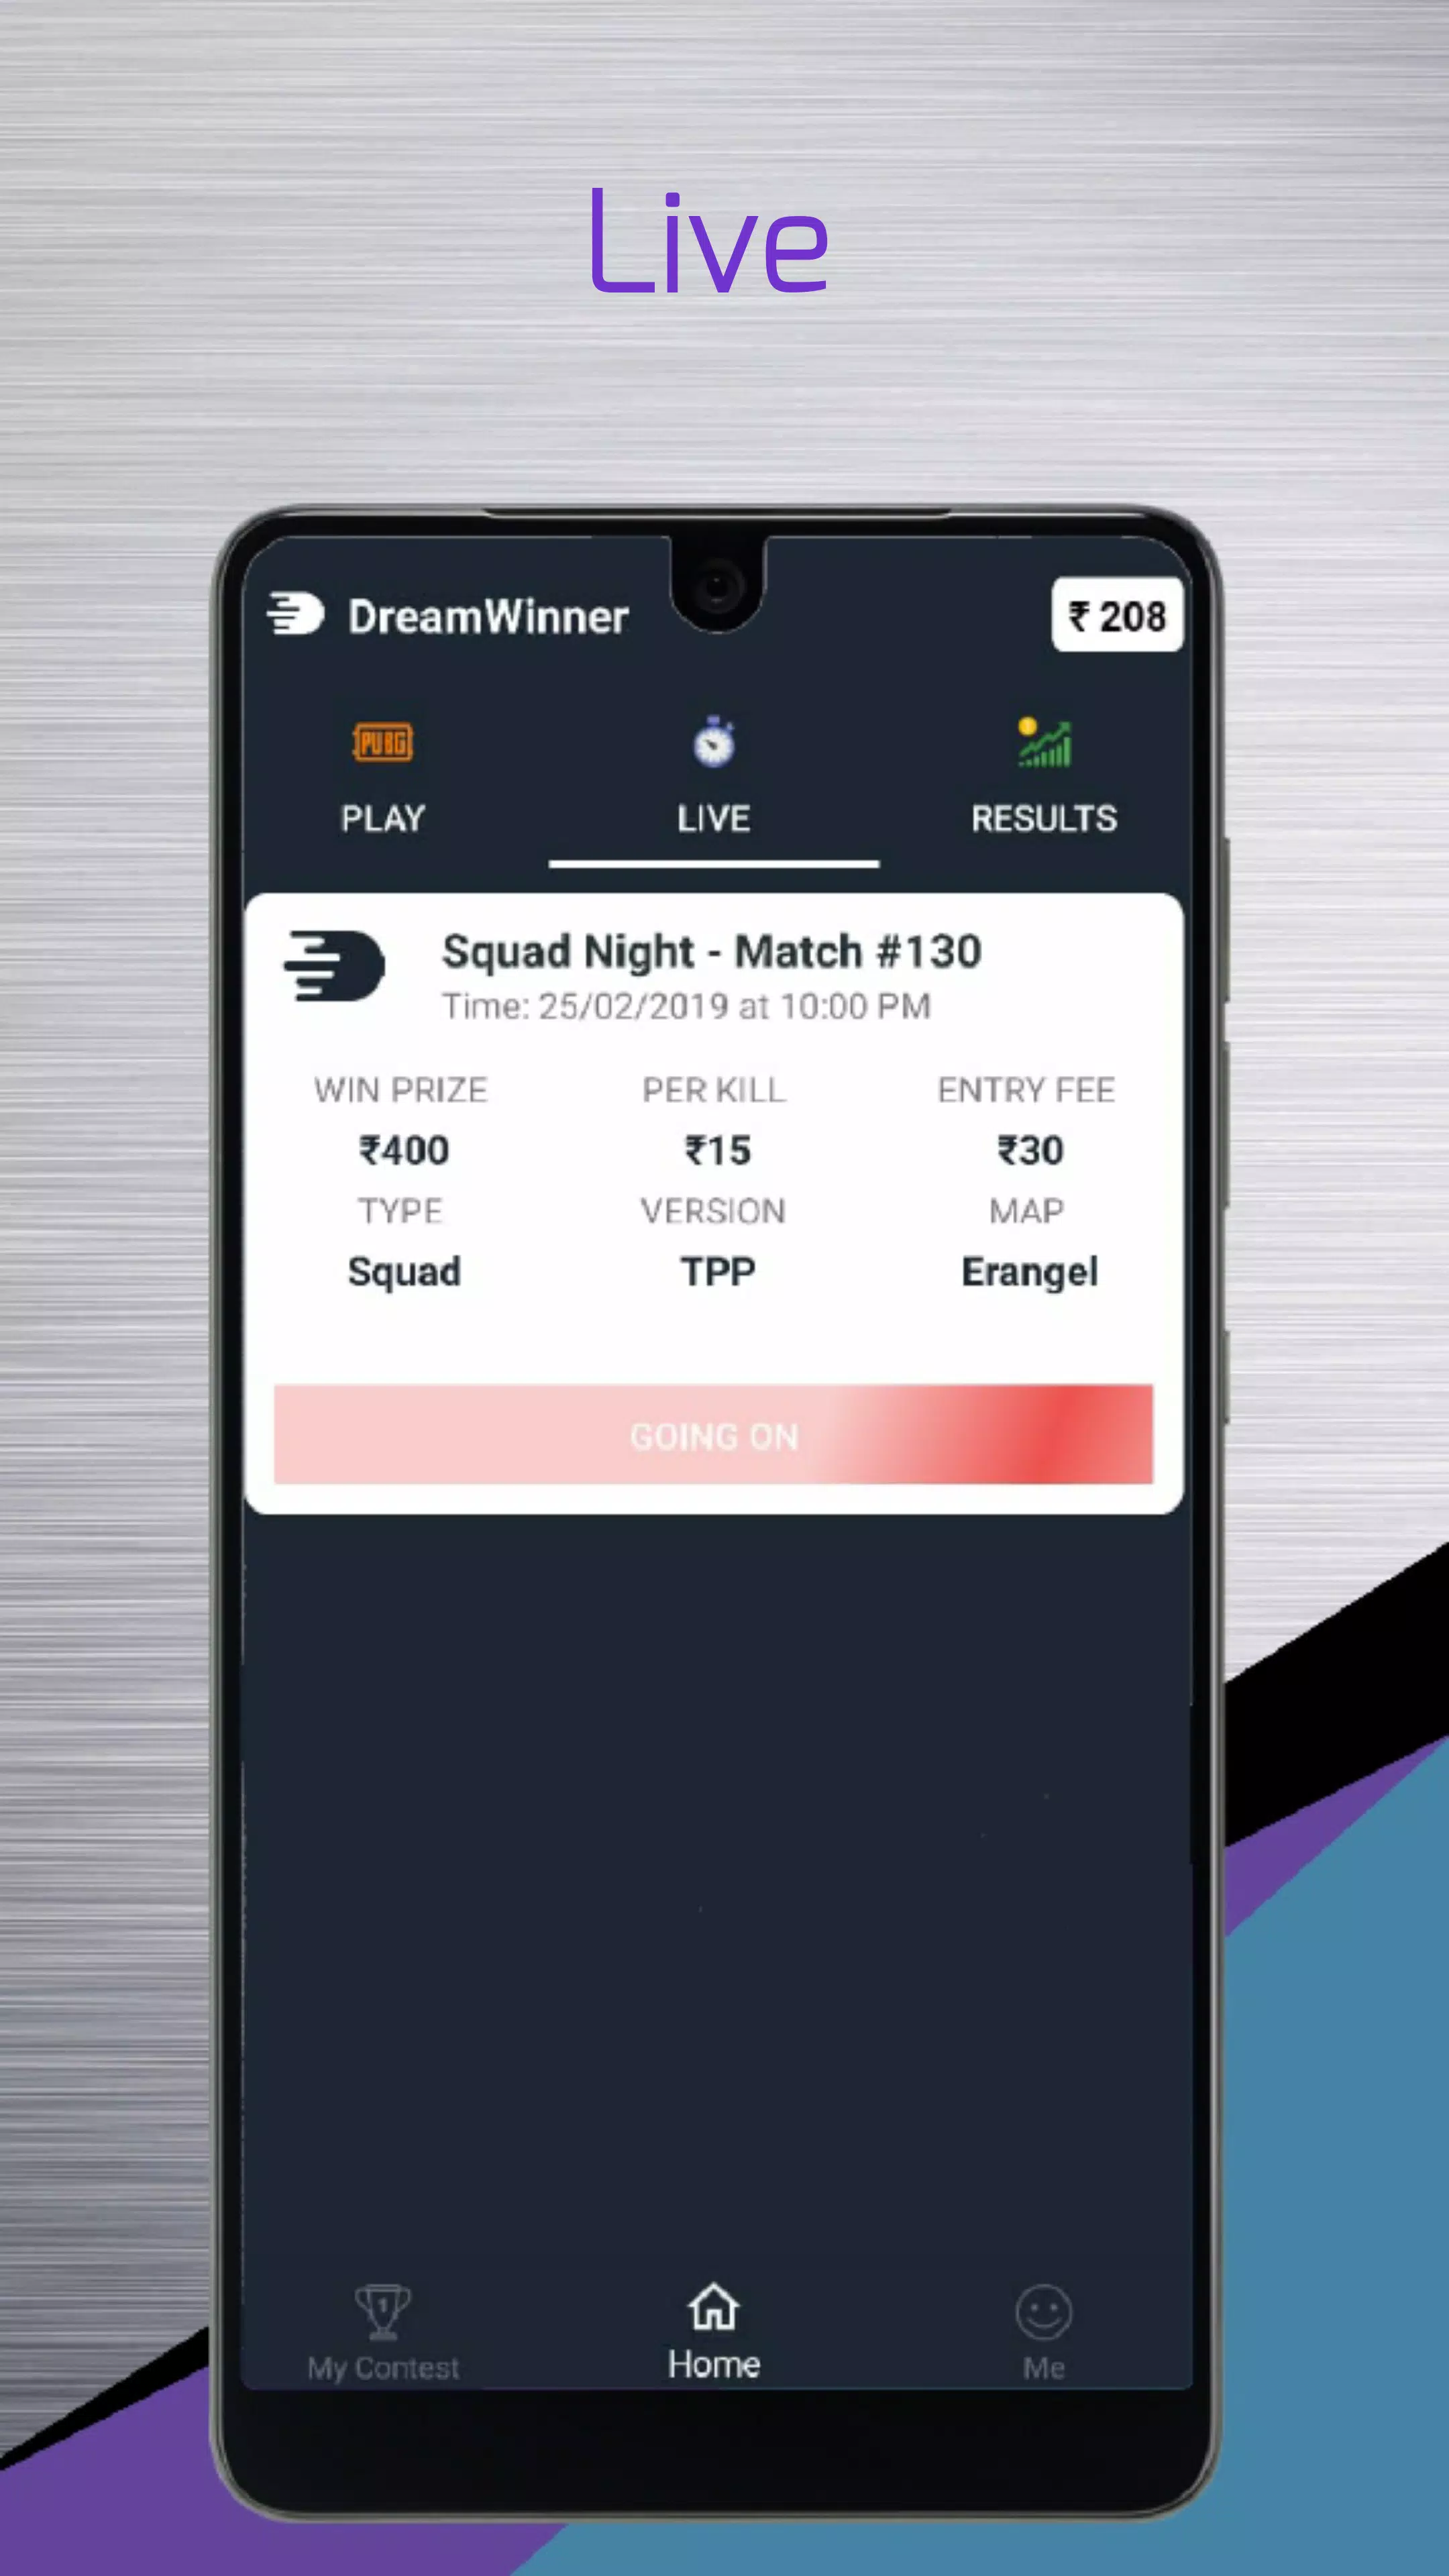 Live
DreamWinner
₹ 208
PUBG
PLAY
LIVE
RESULTS
Squad Night - Match #130
Time: 25/02/2019 at 10:00 PM
WIN PRIZE
PER KILL
ENTRY FEE
₹400
₹15
₹30
TYPE
VERSION
MAP
Squad
TPP
Erangel
GOING ON
1
My Contest
Home
Me